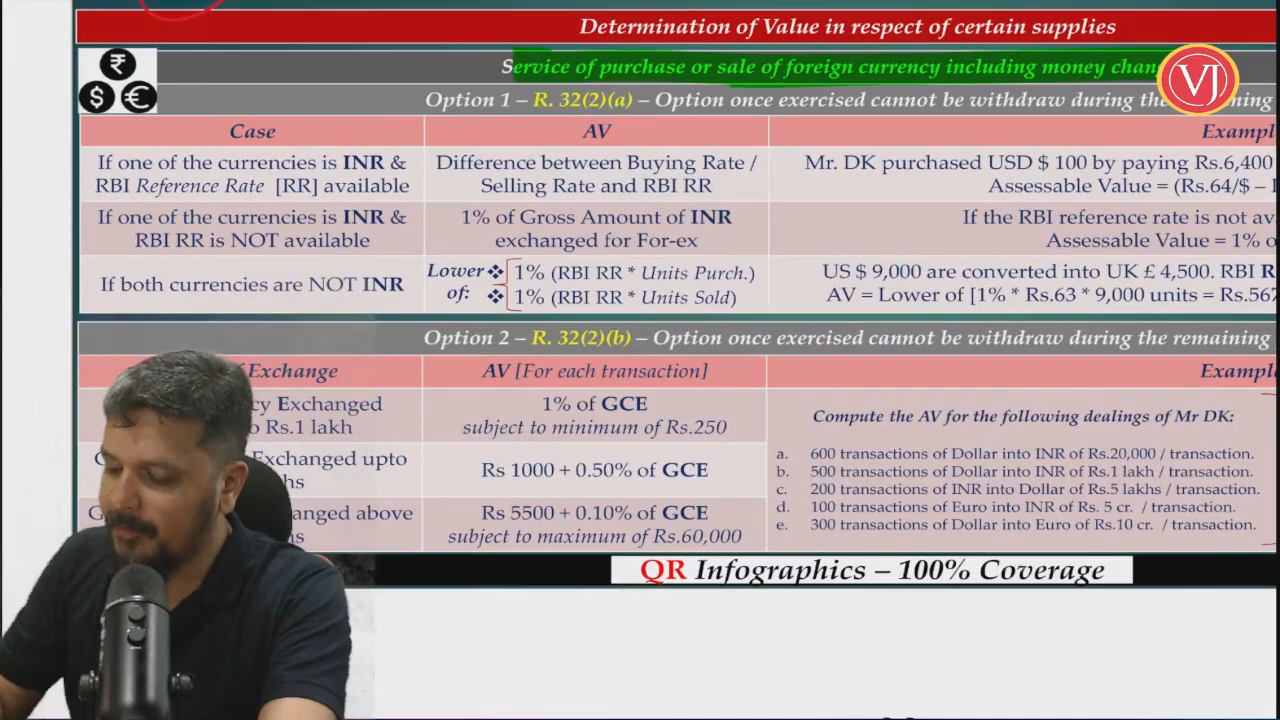 Determination of Value in respect of certain supplies
Service of purchase or sale of foreign currency including money chan
VJ
₹
$ €
Option 1 – R. 32(2)(a) – Option once exercised cannot be withdraw during the remaining
Case AV Exampl
If one of the currencies is INR &
RBI Reference Rate [RR] available
Difference between Buying Rate /
Selling Rate and RBI RR
Mr. DK purchased USD $ 100 by paying Rs.6,400
Assessable Value = (Rs.64/$ –
If one of the currencies is INR &
RBI RR is NOT available
1% of Gross Amount of INR
exchanged for For-ex
If the RBI reference rate is not av
Assessable Value = 1% o
If both currencies are NOT INR
Lower
of:
❖ 1% (RBI RR * Units Purch.)
❖ 1% (RBI RR * Units Sold)
US $ 9,000 are converted into UK £ 4,500. RBI R
AV = Lower of [1% * Rs.63 * 9,000 units = Rs.567
Option 2 – R. 32(2)(b) – Option once exercised cannot be withdraw during the remaining
Exchange AV [For each transaction] Exampl
cy Exchanged
o Rs.1 lakh
1% of GCE
subject to minimum of Rs.250
Exchanged upto
hs
Rs 1000 + 0.50% of GCE
anged above
Rs 5500 + 0.10% of GCE
subject to maximum of Rs.60,000
Compute the AV for the following dealings of Mr DK:
a. 600 transactions of Dollar into INR of Rs.20,000 / transaction.
b. 500 transactions of Dollar into INR of Rs.1 lakh / transaction.
c. 200 transactions of INR into Dollar of Rs.5 lakhs / transaction.
d. 100 transactions of Euro into INR of Rs. 5 cr. / transaction.
e. 300 transactions of Dollar into Euro of Rs.10 cr. / transaction.
QR Infographics – 100% Coverage